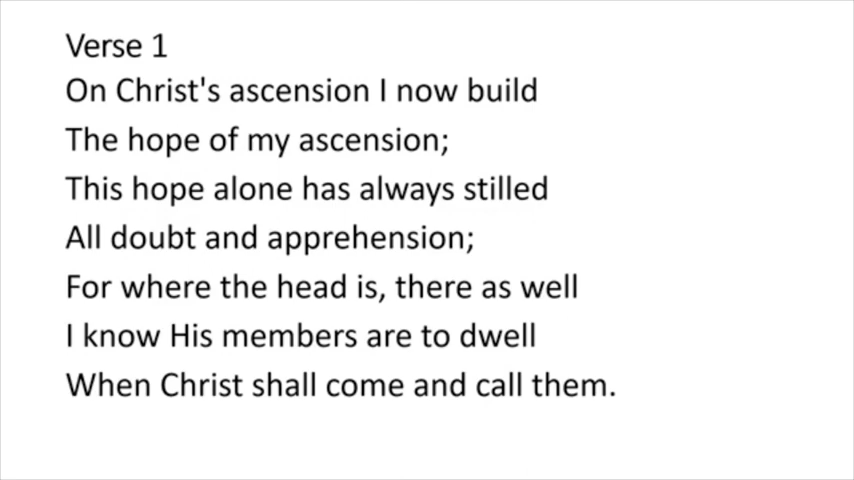 Verse 1
On Christ's ascension I now build
The hope of my ascension;
This hope alone has always stilled
All doubt and apprehension;
For where the head is, there as well
I know His members are to dwell
When Christ shall come and call them.